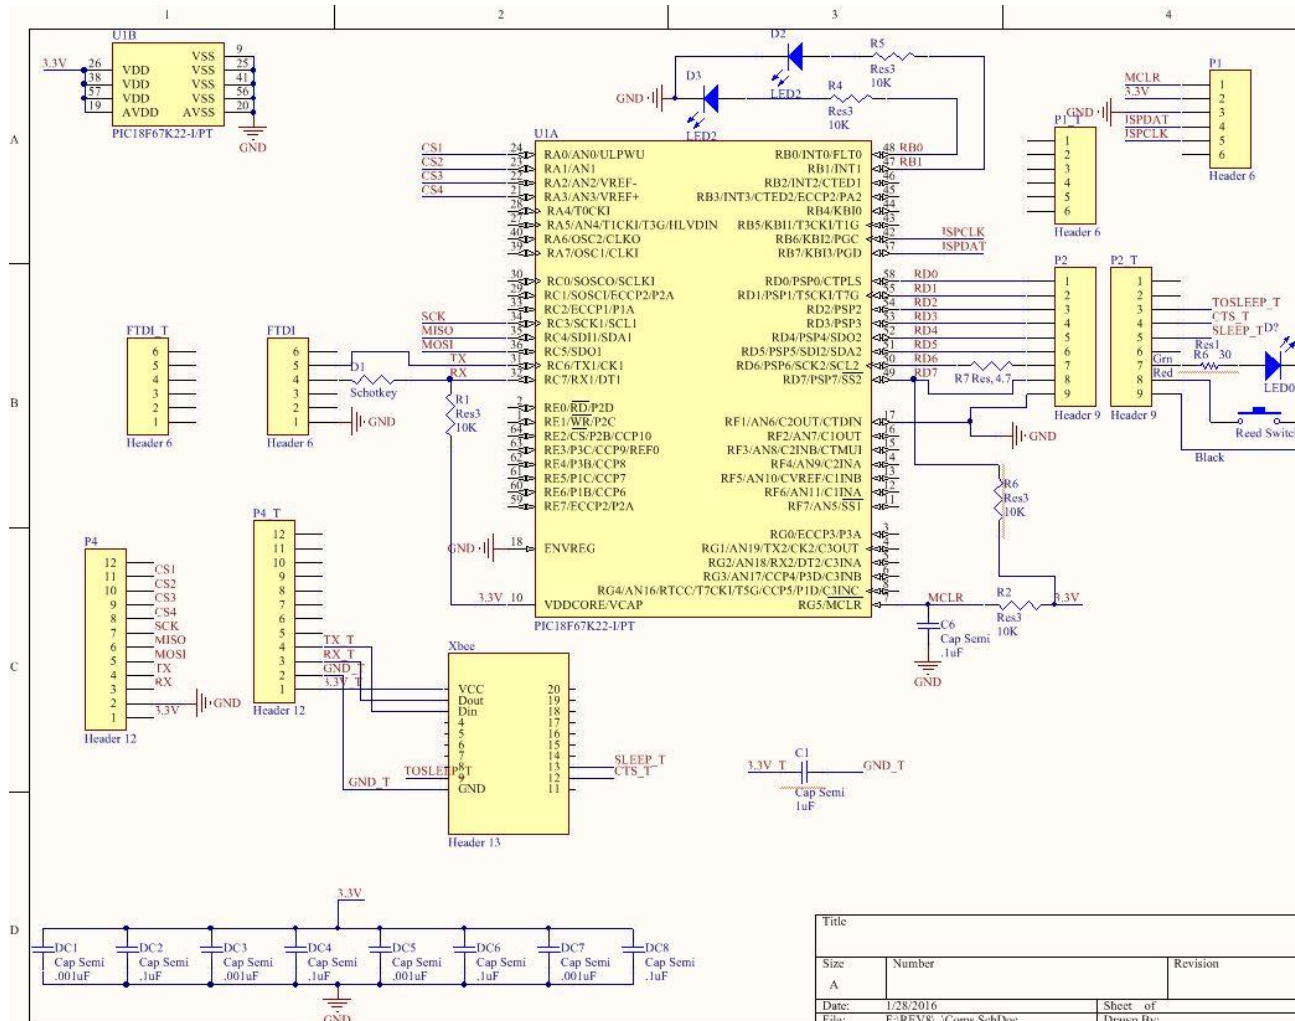 1 2 3 4
A
B
C
D
U1B
3.3V
26 VDD VSS 9
38 VDD VSS 25
57 VDD VSS 41
19 VDD VSS 56
AVDD AVSS 20
PIC18F67K22-I/PT
GND
D2
R5
Res3
10K
LED2
D3
R4
Res3
10K
LED2
GND
P1
MCLR 1
3.3V 2
GND 3
ISPDAT 4
ISPCLK 5
6
Header 6
P1_T
1
2
3
4
5
6
Header 6
U1A
CS1 24 RA0/AN0/ULPWU
CS2 23 RA1/AN1
CS3 22 RA2/AN2/VREF-
CS4 21 RA3/AN3/VREF+
28 RA4/T0CKI
27 RA5/AN4/T1CKI/T3G/HLVDIN
40 RA6/OSC2/CLKO
39 RA7/OSC1/CLKI
30 RC0/SOSCO/SCLKI
29 RC1/SOSCI/ECCP2/P2A
33 RC2/ECCP1/P1A
SCK 34 RC3/SCK1/SCL1
MISO 35 RC4/SDI1/SDA1
MOSI 36 RC5/SDO1
TX 31 RC6/TX1/CK1
RX 32 RC7/RX1/DT1
2 RE0/RD/P2D
RE1/WR/P2C
64 RE2/CS/P2B/CCP10
63 RE3/P3C/CCP9/REF0
62 RE4/P3B/CCP8
61 RE5/P1C/CCP7
60 RE6/P1B/CCP6
59 RE7/ECCP2/P2A
GND 18 ENVREG
3.3V 10 VDDCORE/VCAP
RB0/INT0/FLT0 48 RB0
RB1/INT1 47 RB1
RB2/INT2/CTED1 46
RB3/INT3/CTED2/ECCP2/PA2 45
RB4/KBI0 44
RB5/KBI1/T3CKI/T1G 43
RB6/KBI2/PGC 42 ISPCLK
RB7/KBI3/PGD 37 ISPDAT
RD0/PSP0/CTPLS 58 RD0
RD1/PSP1/T5CKI/T7G 55 RD1
RD2/PSP2 54 RD2
RD3/PSP3 53 RD3
RD4/PSP4/SDO2 52 RD4
RD5/PSP5/SDI2/SDA2 51 RD5
RD6/PSP6/SCK2/SCL2 50 RD6
RD7/PSP7/SS2 49 RD7
RF1/AN6/C2OUT/CTDIN 17
RF2/AN7/C1OUT 16
RF3/AN8/C2INB/CTMUI
RF4/AN9/C2INA
RF5/AN10/CVREF/C1INB
RF6/AN11/C1INA
RF7/AN5/SS1 11
RG0/ECCP3/P3A 3
RG1/AN19/TX2/CK2/C3OUT
RG2/AN18/RX2/DT2/C3INA
RG3/AN17/CCP4/P3D/C3INB
RG4/AN16/RTCC/T7CKI/T5G/CCP5/P1D/C3INC
RG5/MCLR 7 MCLR
PIC18F67K22-I/PT
FTDI_T
6
5
4
3
2
1
Header 6
FTDI
6
5
4
3
2
1
Header 6
D1
Schotkey
GND
R1
Res3
10K
P2
1
2
3
4
5
6
7
8
9
Header 9
P2_T
1
2
3
4
5
6
7
8
9
Header 9
TOSLEEP_T
CTS_T
SLEEP_T
D?
Res1
Grn R6 30
Red
LED0
Reed Switch
Black
R7 Res, 4.7
GND
R6
Res3
10K
R2
Res3
10K
3.3V
C6
Cap Semi
.1uF
GND
P4
12
11 CS1
10 CS2
9 CS3
8 CS4
7 SCK
6 MISO
5 MOSI
4 TX
3 RX
2 GND
1 3.3V
Header 12
P4_T
12
11
10
9
8
7
6
5
4 TX_T
3 RX_T
2 GND_T
1 3.3V_T
Header 12
Xbee
VCC 20
Dout 19
Din 18
4 17
5 16
6 15
7 14
8 13 SLEEP_T
TOSLEEP_T 9 12 CTS_T
GND_T GND 11
Header 13
C1
3.3V_T GND_T
Cap Semi
1uF
3.3V
DC1 DC2 DC3 DC4 DC5 DC6 DC7 DC8
Cap Semi Cap Semi Cap Semi Cap Semi Cap Semi Cap Semi Cap Semi Cap Semi
.001uF .1uF .001uF .1uF .001uF .1uF .001uF .1uF
GND
Title
Size Number Revision
A
Date: 1/28/2016 Sheet of
File: Drawn By: